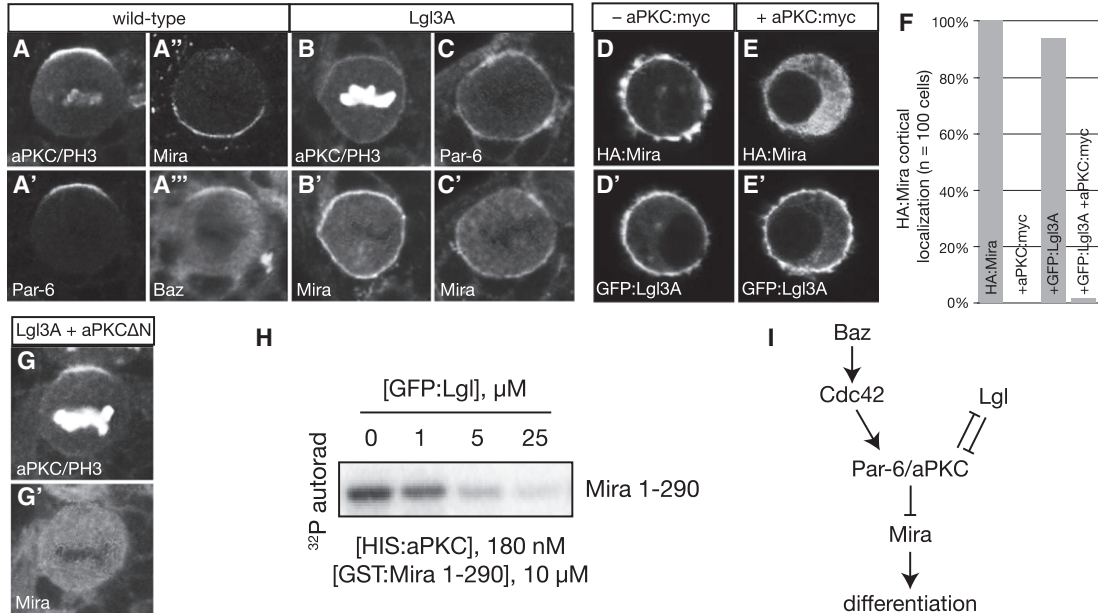 wild-type
Lgl3A
A
aPKC/PH3
A"
Mira
B
aPKC/PH3
C
Par-6
A'
Par-6
A'''
Baz
B'
Mira
C'
Mira
– aPKC:myc
+ aPKC:myc
D
HA:Mira
E
HA:Mira
D'
GFP:Lgl3A
E'
GFP:Lgl3A
F
HA:Mira cortical
localization (n = 100 cells)
100%
80%
60%
40%
20%
0%
HA:Mira
+aPKC:myc
+GFP:Lgl3A
+GFP:Lgl3A +aPKC:myc
Lgl3A + aPKCΔN
G
aPKC/PH3
G'
Mira
H
[GFP:Lgl], µM
0 1 5 25
32P autorad
Mira 1-290
[HIS:aPKC], 180 nM
[GST:Mira 1-290], 10 µM
I
Baz
Cdc42
Lgl
Par-6/aPKC
Mira
differentiation